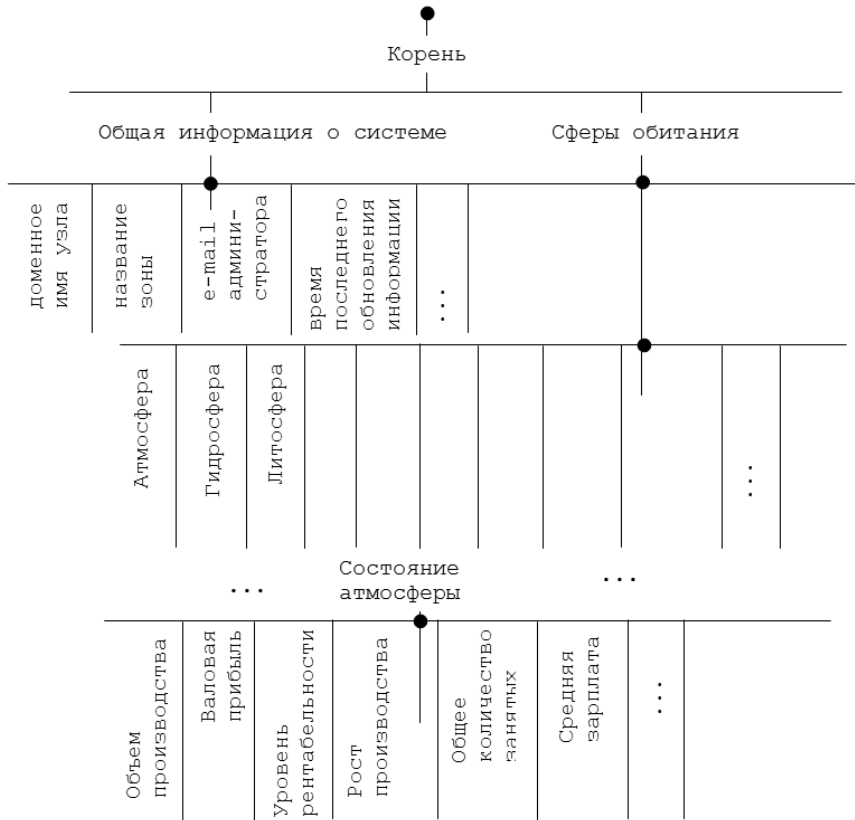 Корень
Общая информация о системе
Сферы обитания
доменное
имя узла
название
зоны
e-mail
админи-
стратора
время
последнего
обновления
информации
...
Атмосфера
Гидросфера
Литосфера
...
...
Состояние
атмосферы
...
Объем
производства
Валовая
прибыль
Уровень
рентабельности
Рост
производства
Общее
количество
занятых
Средняя
зарплата
...